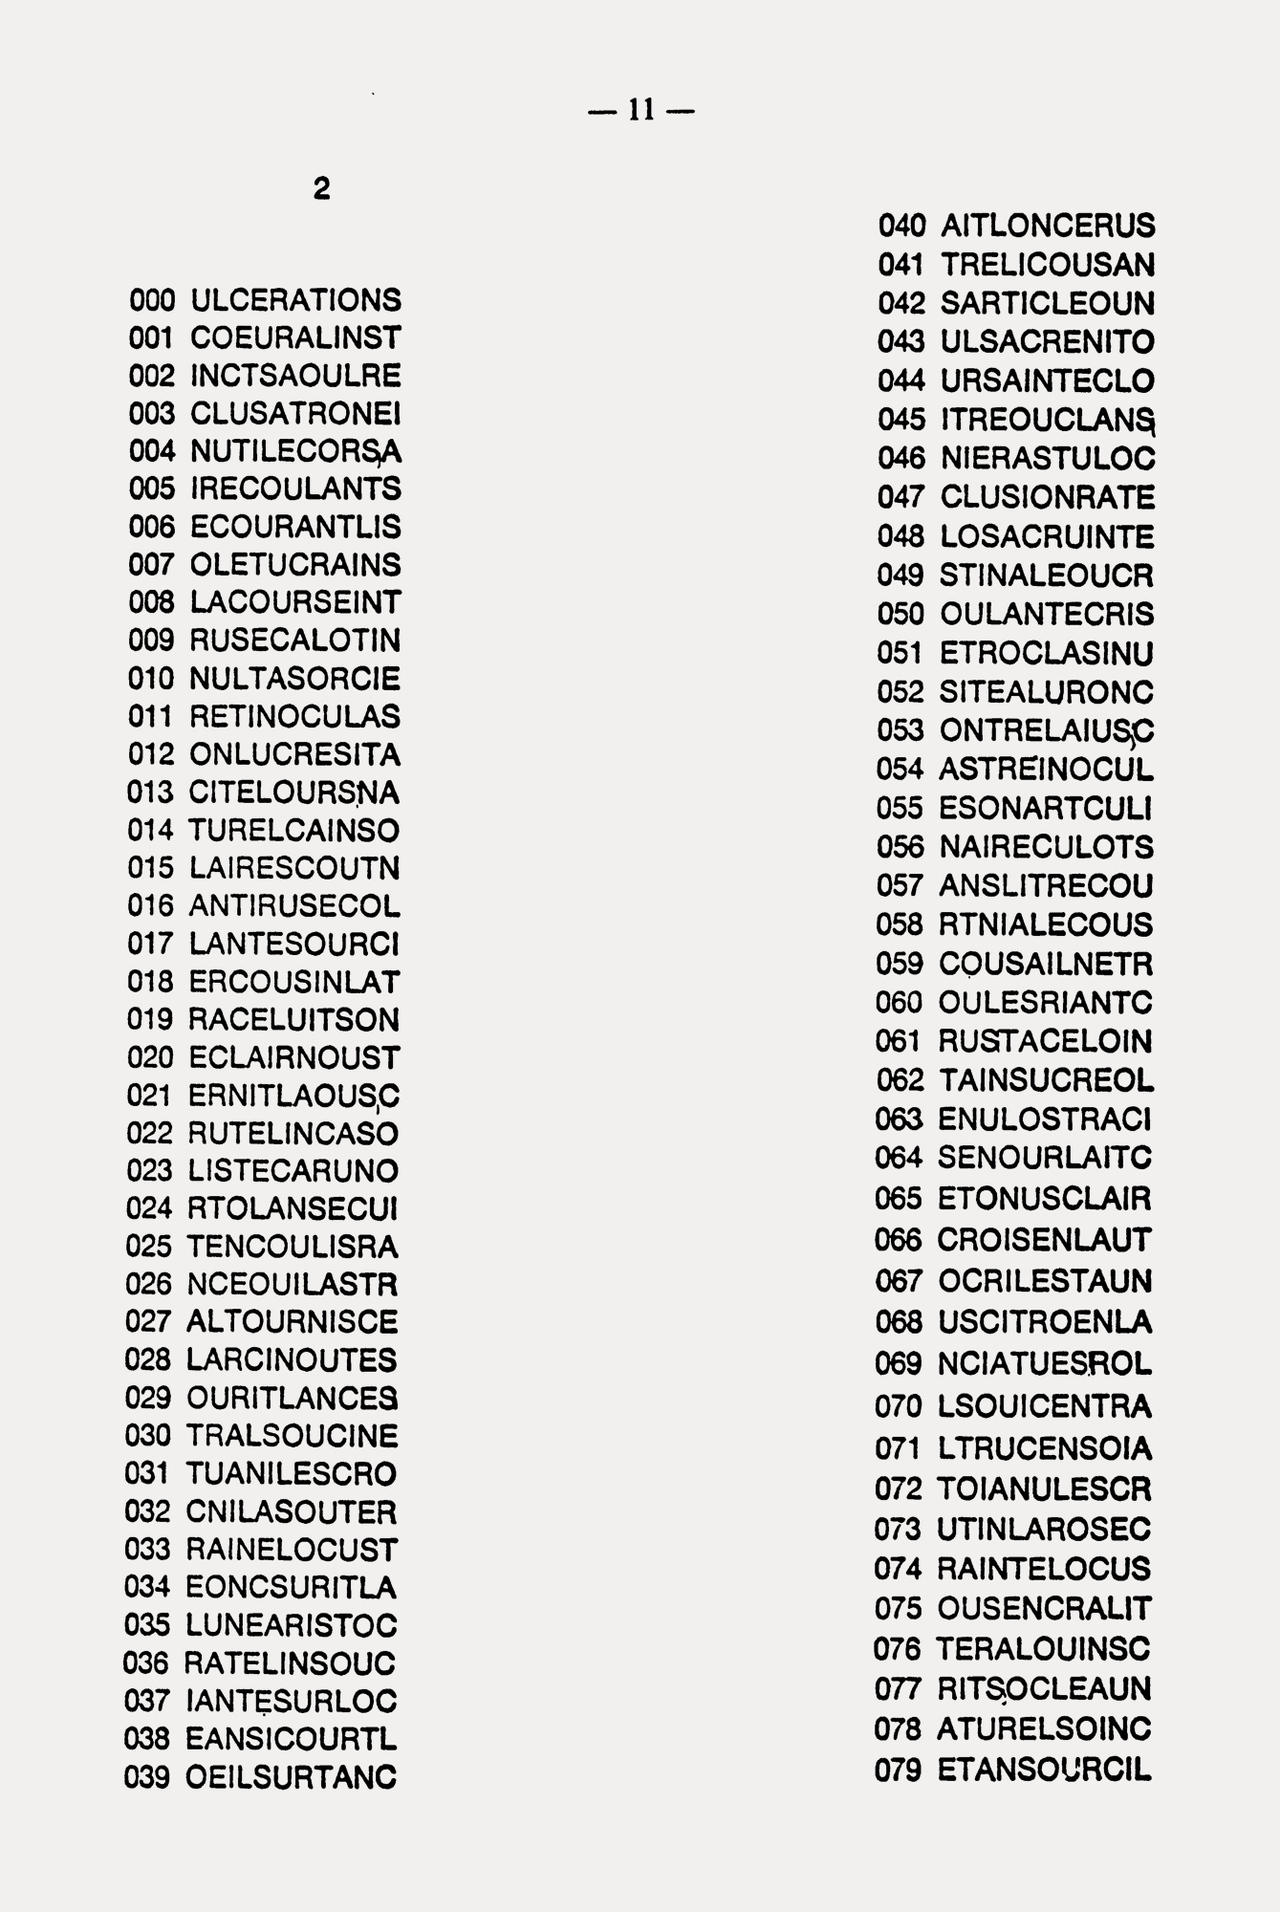 — 11 —
2
000 ULCERATIONS
001 COEURALINST
002 INCTSAOULRE
003 CLUSATRONEI
004 NUTILECORSA
005 IRECOULANTS
006 ECOURANTLIS
007 OLETUCRAINS
008 LACOURSEINT
009 RUSECALOTIN
010 NULTASORCIE
011 RETINOCULAS
012 ONLUCRESITA
013 CITELOURSNA
014 TURELCAINSO
015 LAIRESCOUTN
016 ANTIRUSECOL
017 LANTESOURCI
018 ERCOUSINLAT
019 RACELUITSON
020 ECLAIRNOUST
021 ERNITLAOUSC
022 RUTELINCASO
023 LISTECARUNO
024 RTOLANSECUI
025 TENCOULISRA
026 NCEOUILASTR
027 ALTOURNISCE
028 LARCINOUTES
029 OURITLANCES
030 TRALSOUCINE
031 TUANILESCRO
032 CNILASOUTER
033 RAINELOCUST
034 EONCSURITLA
035 LUNEARISTOC
036 RATELINSOUC
037 IANTESURLOC
038 EANSICOURTL
039 OEILSURTANC
040 AITLONCERUS
041 TRELICOUSAN
042 SARTICLEOUN
043 ULSACRENITO
044 URSAINTECLO
045 ITREOUCLANS
046 NIERASTULOC
047 CLUSIONRATE
048 LOSACRUINTE
049 STINALEOUCR
050 OULANTECRIS
051 ETROCLASINU
052 SITEALURONC
053 ONTRELAIUSC
054 ASTREINOCUL
055 ESONARTCULI
056 NAIRECULOTS
057 ANSLITRECOU
058 RTNIALECOUS
059 COUSAILNETR
060 OULESRIANTC
061 RUSTACELOIN
062 TAINSUCREOL
063 ENULOSTRACI
064 SENOURLAITC
065 ETONUSCLAIR
066 CROISENLAUT
067 OCRILESTAUN
068 USCITROENLA
069 NCIATUESROL
070 LSOUICENTRA
071 LTRUCENSOIA
072 TOIANULESCR
073 UTINLAROSEC
074 RAINTELOCUS
075 OUSENCRALIT
076 TERALOUINSC
077 RITSOCLEAUN
078 ATURELSOINC
079 ETANSOURCIL